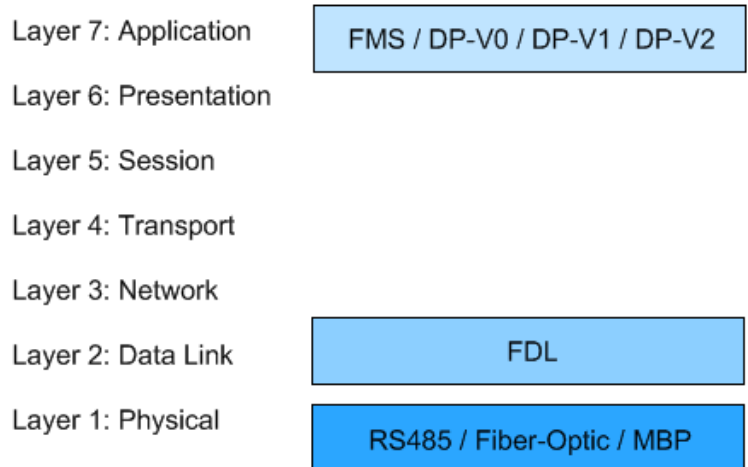 Layer 7: Application
FMS / DP-V0 / DP-V1 / DP-V2
Layer 6: Presentation
Layer 5: Session
Layer 4: Transport
Layer 3: Network
Layer 2: Data Link
FDL
Layer 1: Physical
RS485 / Fiber-Optic / MBP